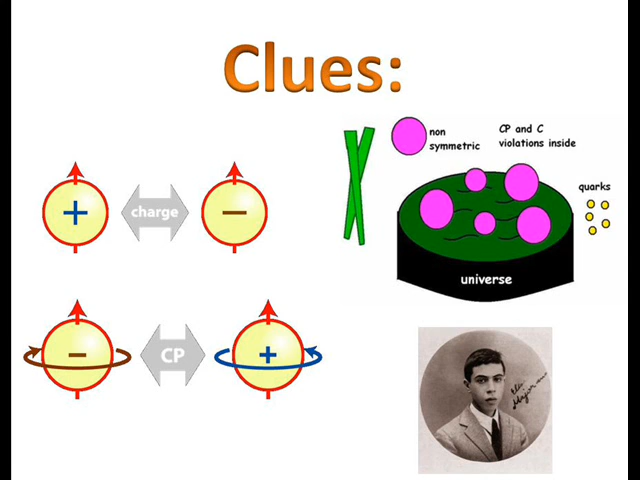 Clues:
non
symmetric
CP and C
violations inside
+
charge
−
quarks
universe
−
CP
+